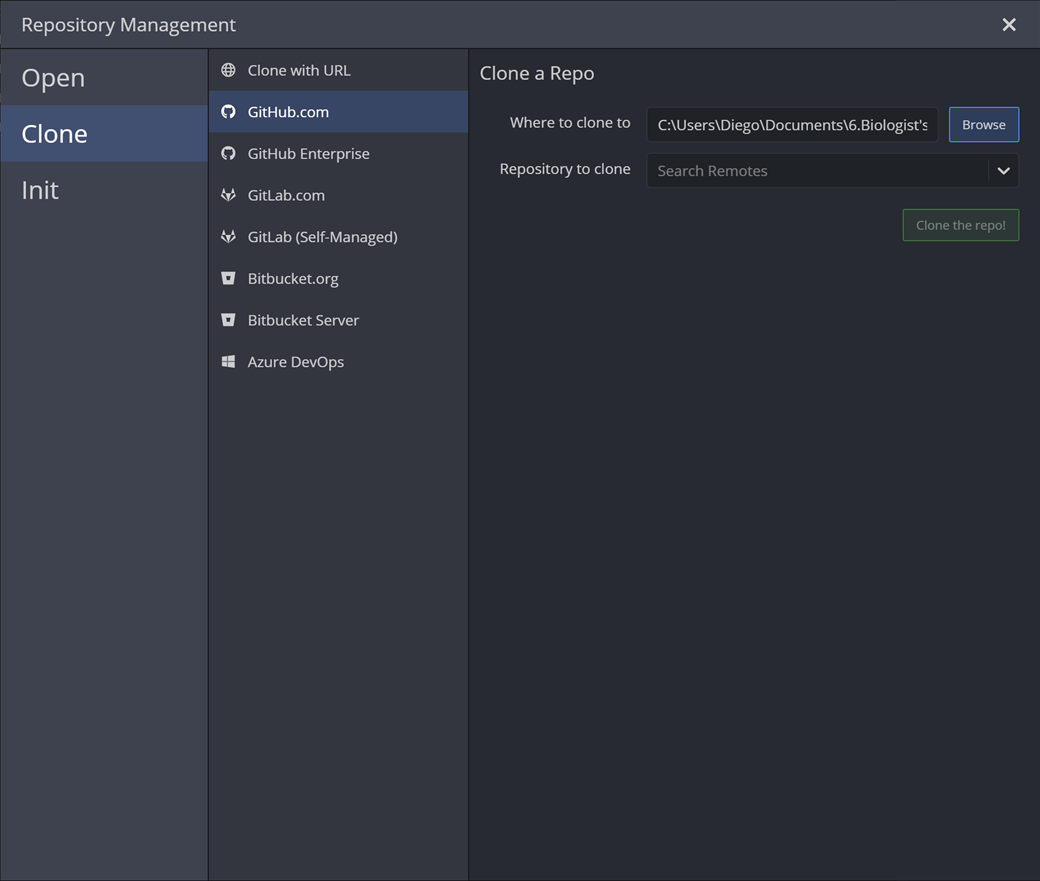 Repository Management
Open
Clone
Init
Clone with URL
GitHub.com
GitHub Enterprise
GitLab.com
GitLab (Self-Managed)
Bitbucket.org
Bitbucket Server
Azure DevOps
Clone a Repo
Where to clone to
C:\Users\Diego\Documents\6.Biologist's
Browse
Repository to clone
Search Remotes
Clone the repo!